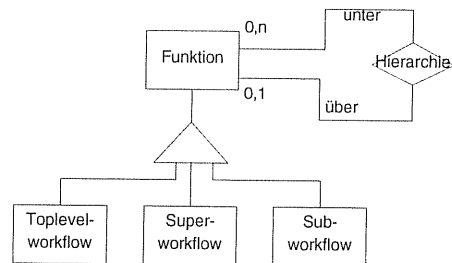 0,n
unter
Funktion
Hierarchie
0,1
über
Toplevel-
workflow
Super-
workflow
Sub-
workflow